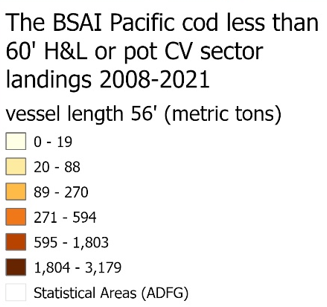 The BSAI Pacific cod less than
60' H&L or pot CV sector
landings 2008-2021
vessel length 56' (metric tons)
0 - 19
20 - 88
89 - 270
271 - 594
595 - 1,803
1,804 - 3,179
Statistical Areas (ADFG)